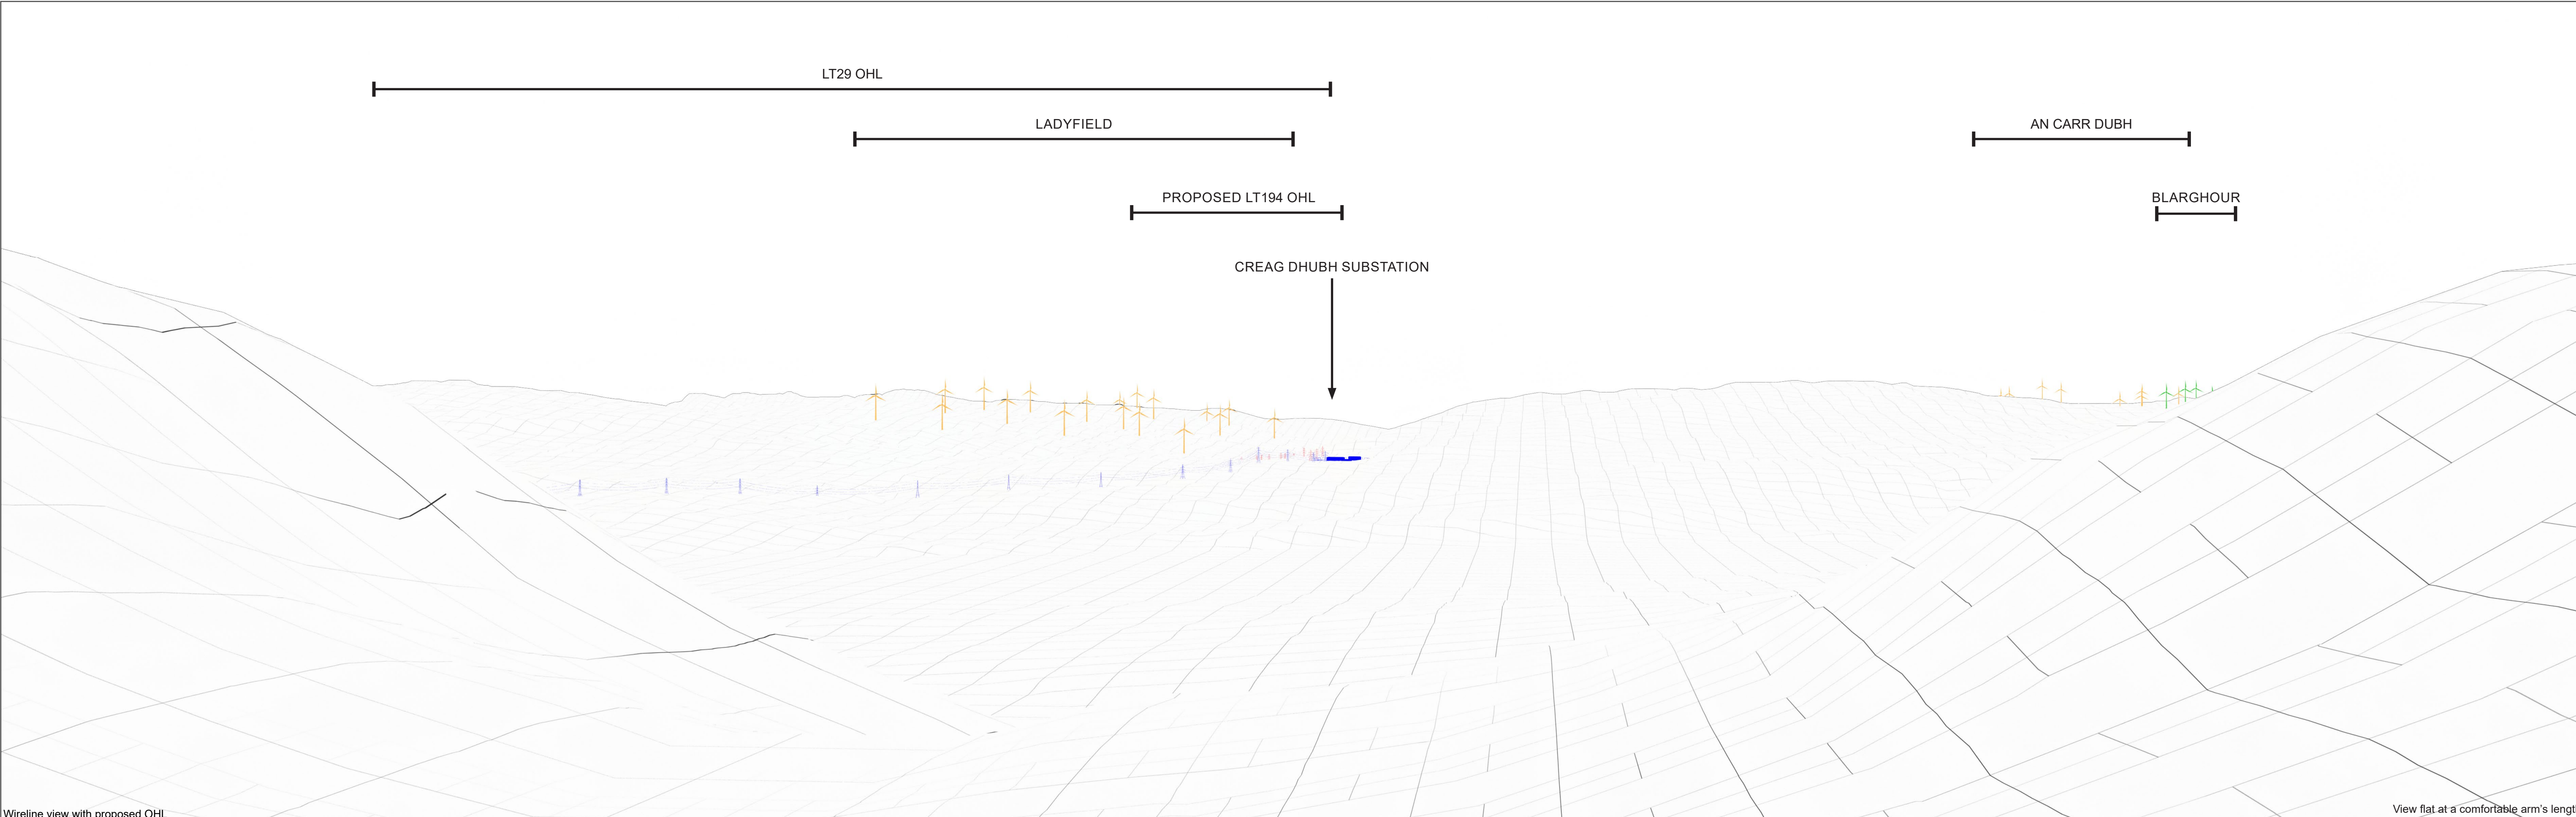 LT29 OHL
LADYFIELD
AN CARR DUBH
PROPOSED LT194 OHL
BLARGHOUR
CREAG DHUBH SUBSTATION
Wireline view with proposed OHL
View flat at a comfortable arm's lengt